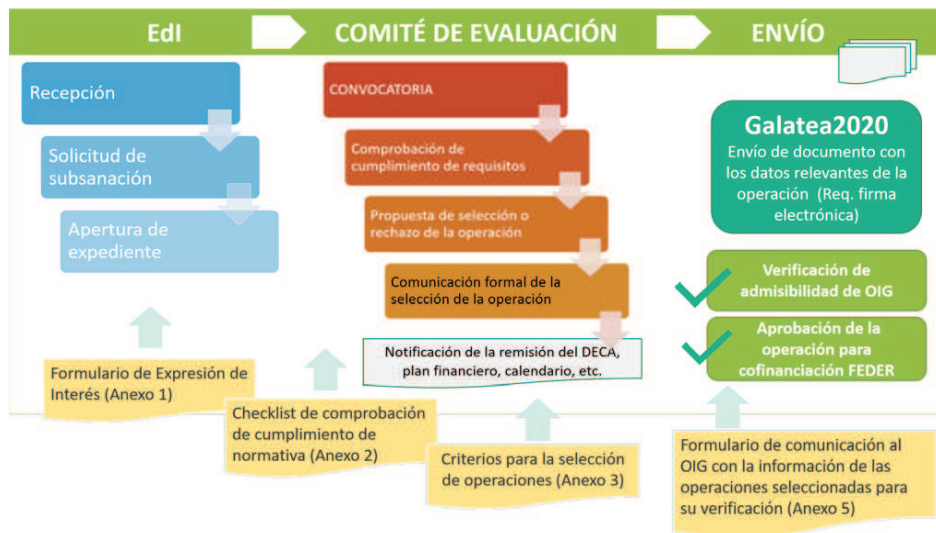 EdI
COMITÉ DE EVALUACIÓN
ENVÍO
Recepción
Solicitud de
subsanación
Apertura de
expediente
CONVOCATORIA
Comprobación de
cumplimiento de requisitos
Propuesta de selección o
rechazo de la operación
Comunicación formal de la
selección de la operación
Notificación de la remisión del DECA,
plan financiero, calendario, etc.
Galatea2020
Envío de documento con
los datos relevantes de la
operación (Req. firma
electrónica)
Verificación de
admisibilidad de OIG
Aprobación de la
operación para
cofinanciación FEDER
Formulario de Expresión de
Interés (Anexo 1)
Checklist de comprobación
de cumplimiento de
normativa (Anexo 2)
Criterios para la selección
de operaciones (Anexo 3)
Formulario de comunicación al
OIG con la información de las
operaciones seleccionadas para
su verificación (Anexo 5)